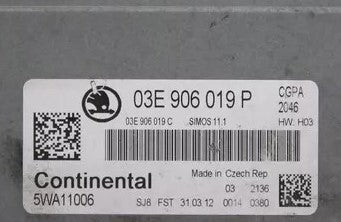 03E 906 019 P CGPA
2046
03E 906 019 C SIMOS 11.1 HW: H03
Made in Czech Rep
Continental 03 2136
5WA11006 SJ8 FST 31.03.12 0014 0380